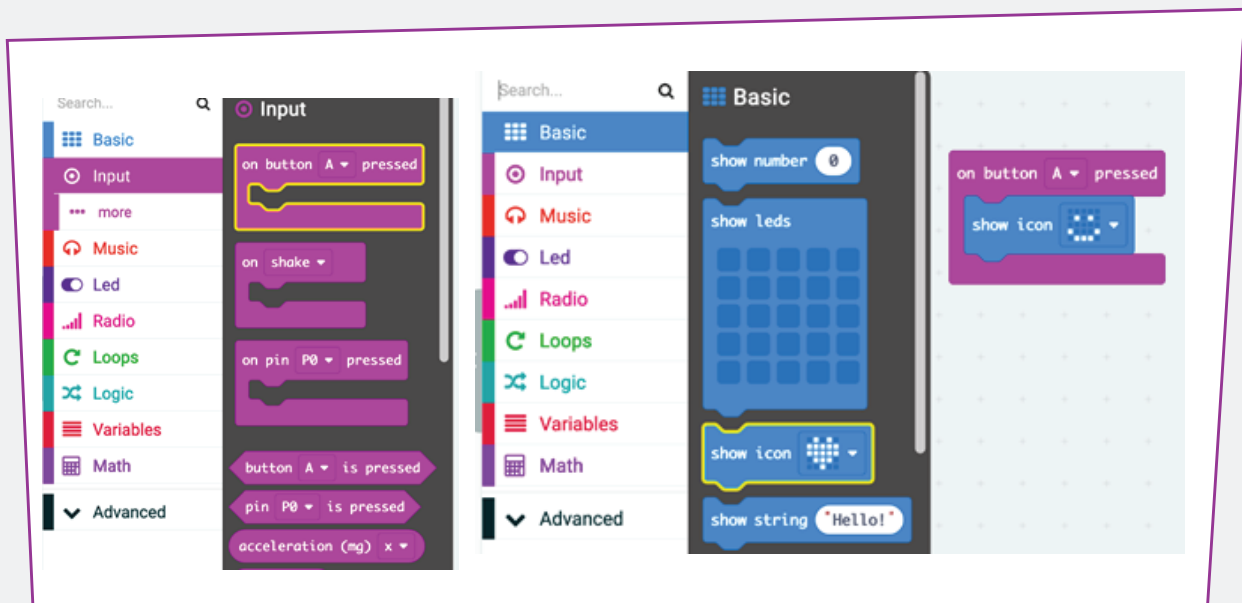 Search...
Basic
Input
more
Music
Led
Radio
Loops
Logic
Variables
Math
Advanced
Input
on button A pressed
on shake
on pin P0 pressed
button A is pressed
pin P0 is pressed
acceleration (mg) x
Search...
Basic
Input
Music
Led
Radio
Loops
Logic
Variables
Math
Advanced
Basic
show number 0
show leds
show icon
show string "Hello!"
on button A pressed
show icon